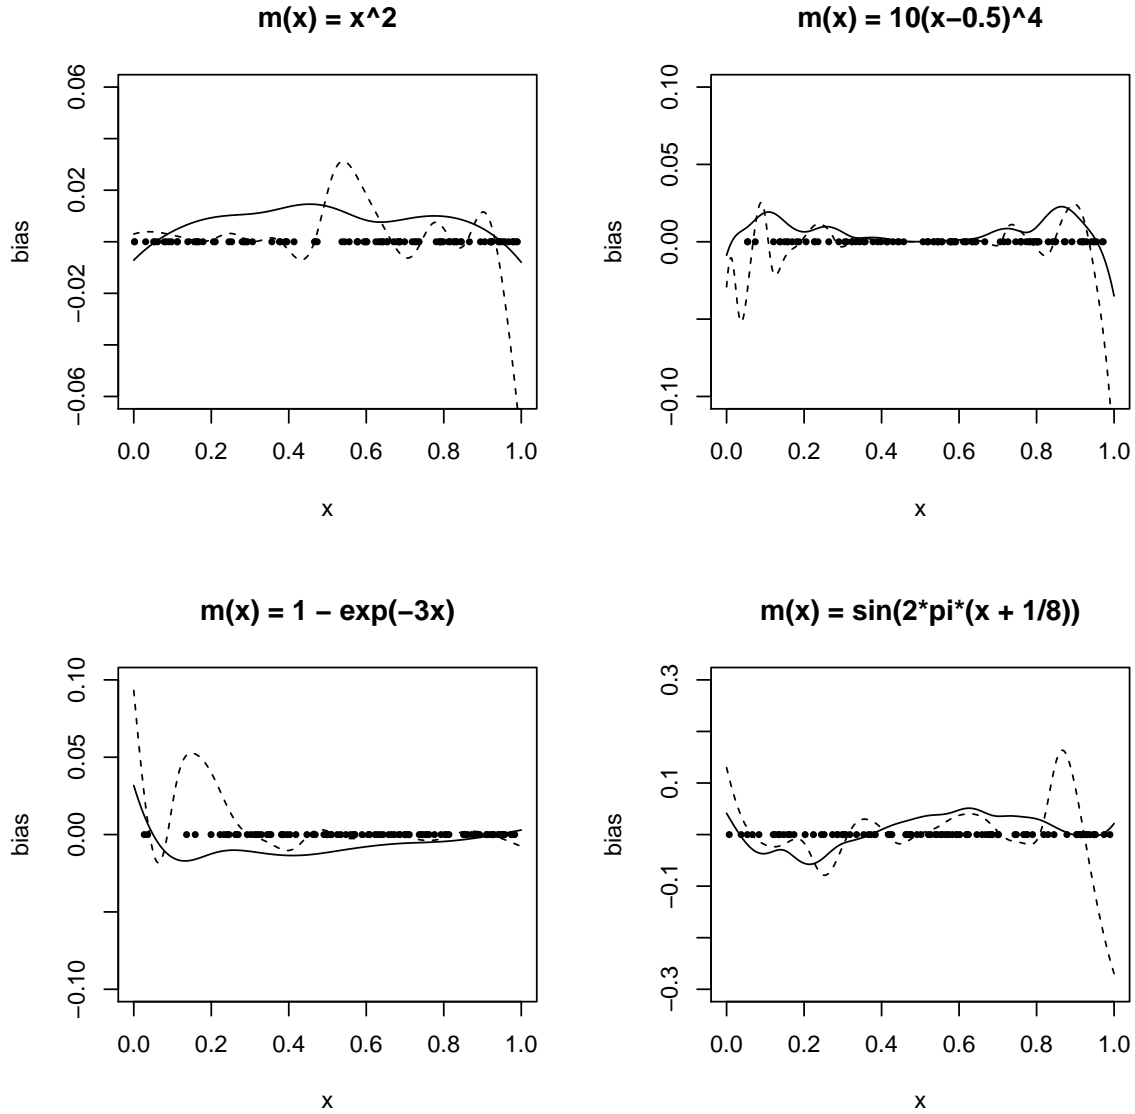 m(x) = x^2
m(x) = 10(x−0.5)^4
bias
0.06
0.02
−0.02
−0.06
0.0 0.2 0.4 0.6 0.8 1.0
x
bias
0.10
0.05
0.00
−0.10
0.0 0.2 0.4 0.6 0.8 1.0
x
m(x) = 1 − exp(−3x)
m(x) = sin(2*pi*(x + 1/8))
bias
0.10
0.05
0.00
−0.10
0.0 0.2 0.4 0.6 0.8 1.0
x
bias
0.3
0.1
−0.1
−0.3
0.0 0.2 0.4 0.6 0.8 1.0
x